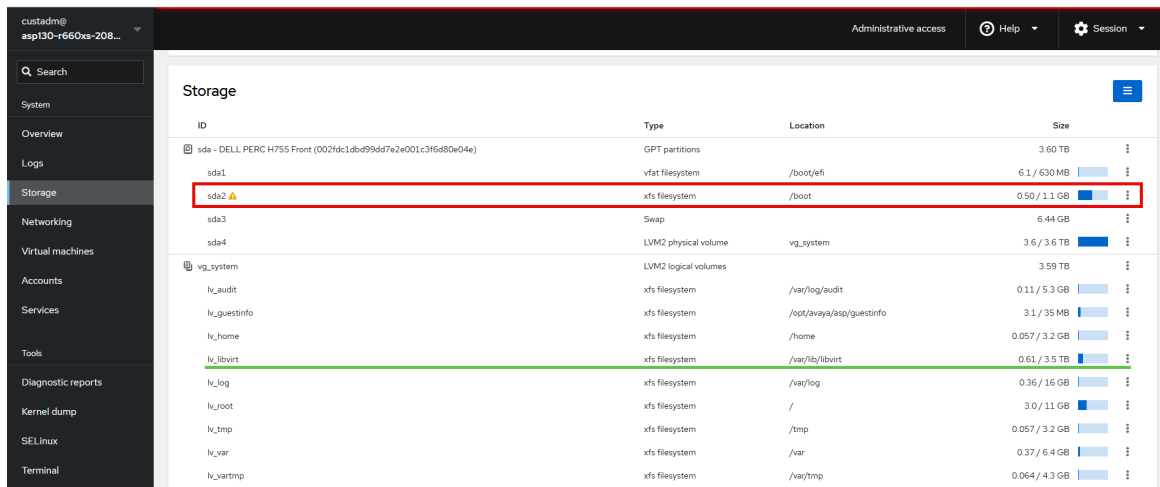 custadm@
asp130-r660xs-208...
Administrative access
Help
Session
Search
System
Overview
Logs
Storage
Networking
Virtual machines
Accounts
Services
Tools
Diagnostic reports
Kernel dump
SELinux
Terminal
Storage
ID Type Location Size
sda - DELL PERC H755 Front (002fdc1dbd99dd7e2e001c3f6d80e04e) GPT partitions 3.60 TB
sda1 vfat filesystem /boot/efi 6.1 / 630 MB
sda2 xfs filesystem /boot 0.50 / 1.1 GB
sda3 Swap 6.44 GB
sda4 LVM2 physical volume vg_system 3.6 / 3.6 TB
vg_system LVM2 logical volumes 3.59 TB
lv_audit xfs filesystem /var/log/audit 0.11 / 5.3 GB
lv_guestinfo xfs filesystem /opt/avaya/asp/guestinfo 3.1 / 35 MB
lv_home xfs filesystem /home 0.057 / 3.2 GB
lv_libvirt xfs filesystem /var/lib/libvirt 0.61 / 3.5 TB
lv_log xfs filesystem /var/log 0.36 / 16 GB
lv_root xfs filesystem / 3.0 / 11 GB
lv_tmp xfs filesystem /tmp 0.057 / 3.2 GB
lv_var xfs filesystem /var 0.37 / 6.4 GB
lv_vartmp xfs filesystem /var/tmp 0.064 / 4.3 GB